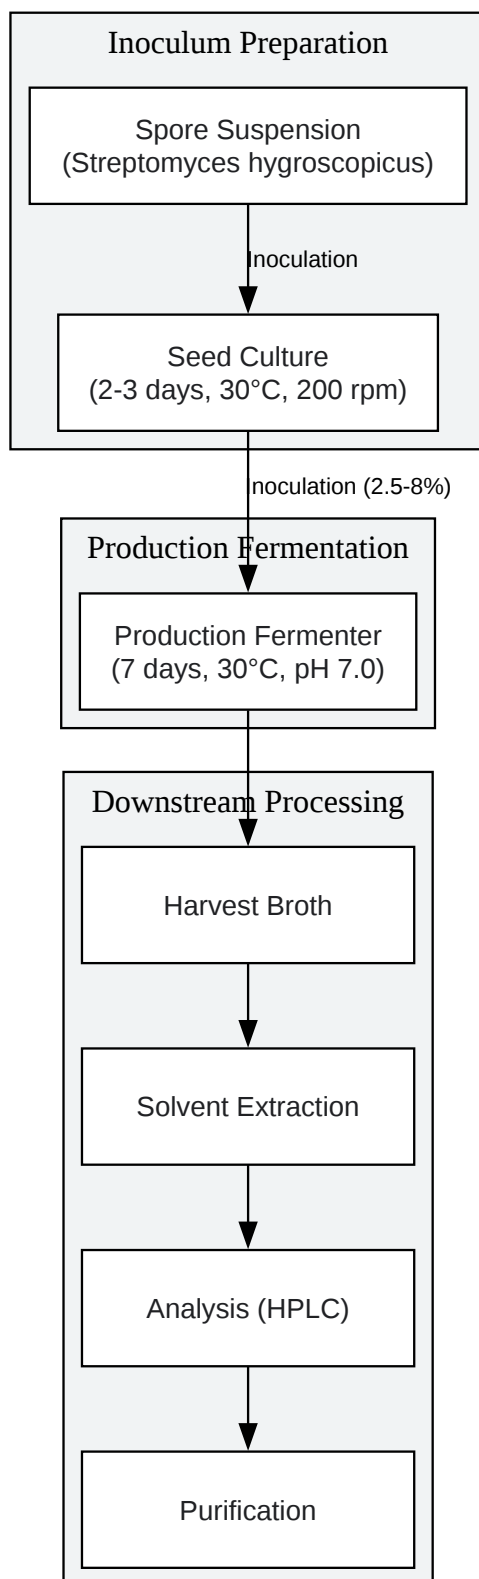 Inoculum Preparation
Spore Suspension
(Streptomyces hygroscopicus)
Inoculation
Seed Culture
(2-3 days, 30°C, 200 rpm)
Inoculation (2.5-8%)
Production Fermentation
Production Fermenter
(7 days, 30°C, pH 7.0)
Downstream Processing
Harvest Broth
Solvent Extraction
Analysis (HPLC)
Purification